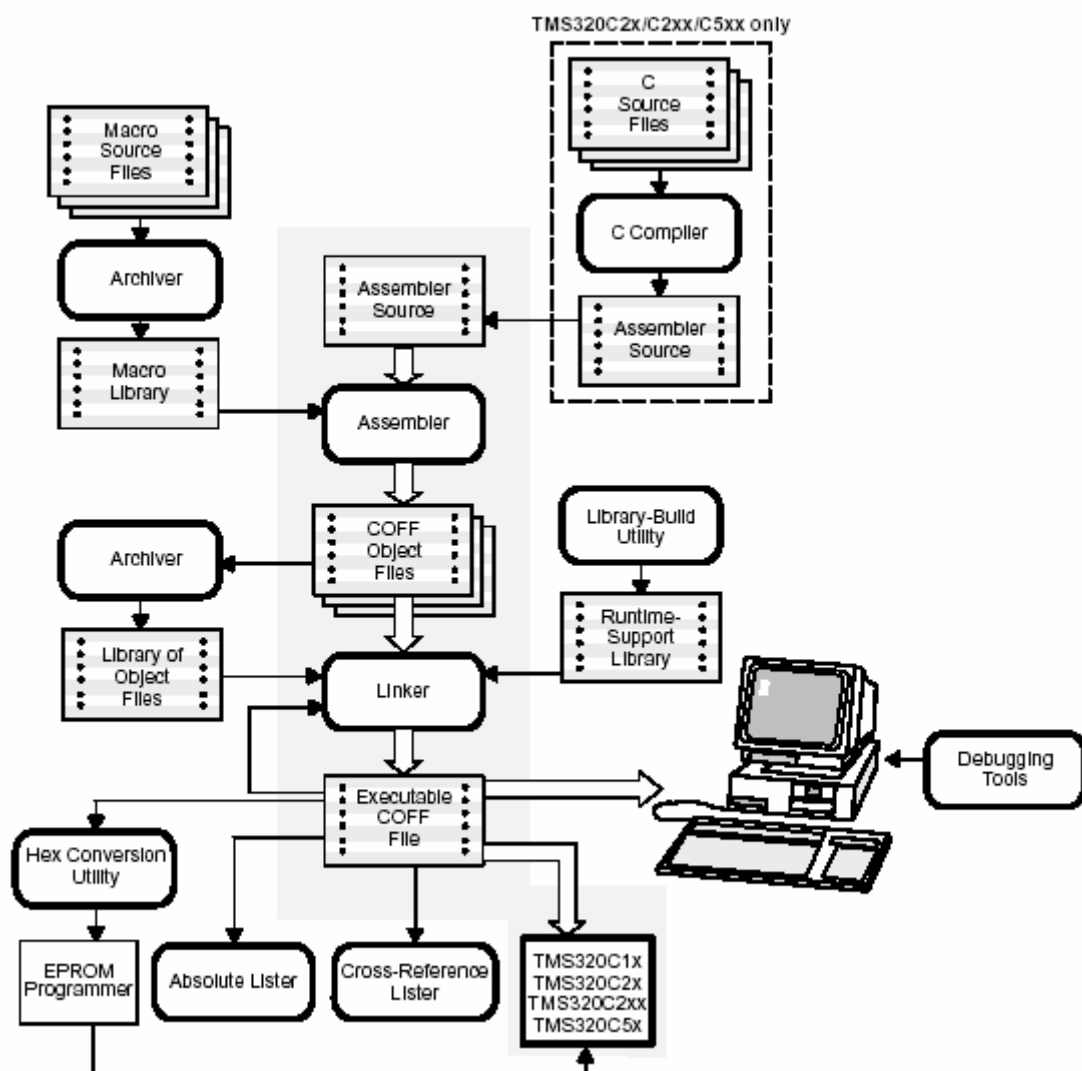 TMS320C2x/C2xx/C5xx only
C
Source
Files
Macro
Source
Files
C Compiler
Archiver
Assembler
Source
Assembler
Source
Macro
Library
Assembler
COFF
Object
Files
Library-Build
Utility
Archiver
Runtime-
Support
Library
Library of
Object
Files
Linker
Debugging
Tools
Executable
COFF
File
Hex Conversion
Utility
EPROM
Programmer
Absolute Lister
Cross-Reference
Lister
TMS320C1x
TMS320C2x
TMS320C2xx
TMS320C5x